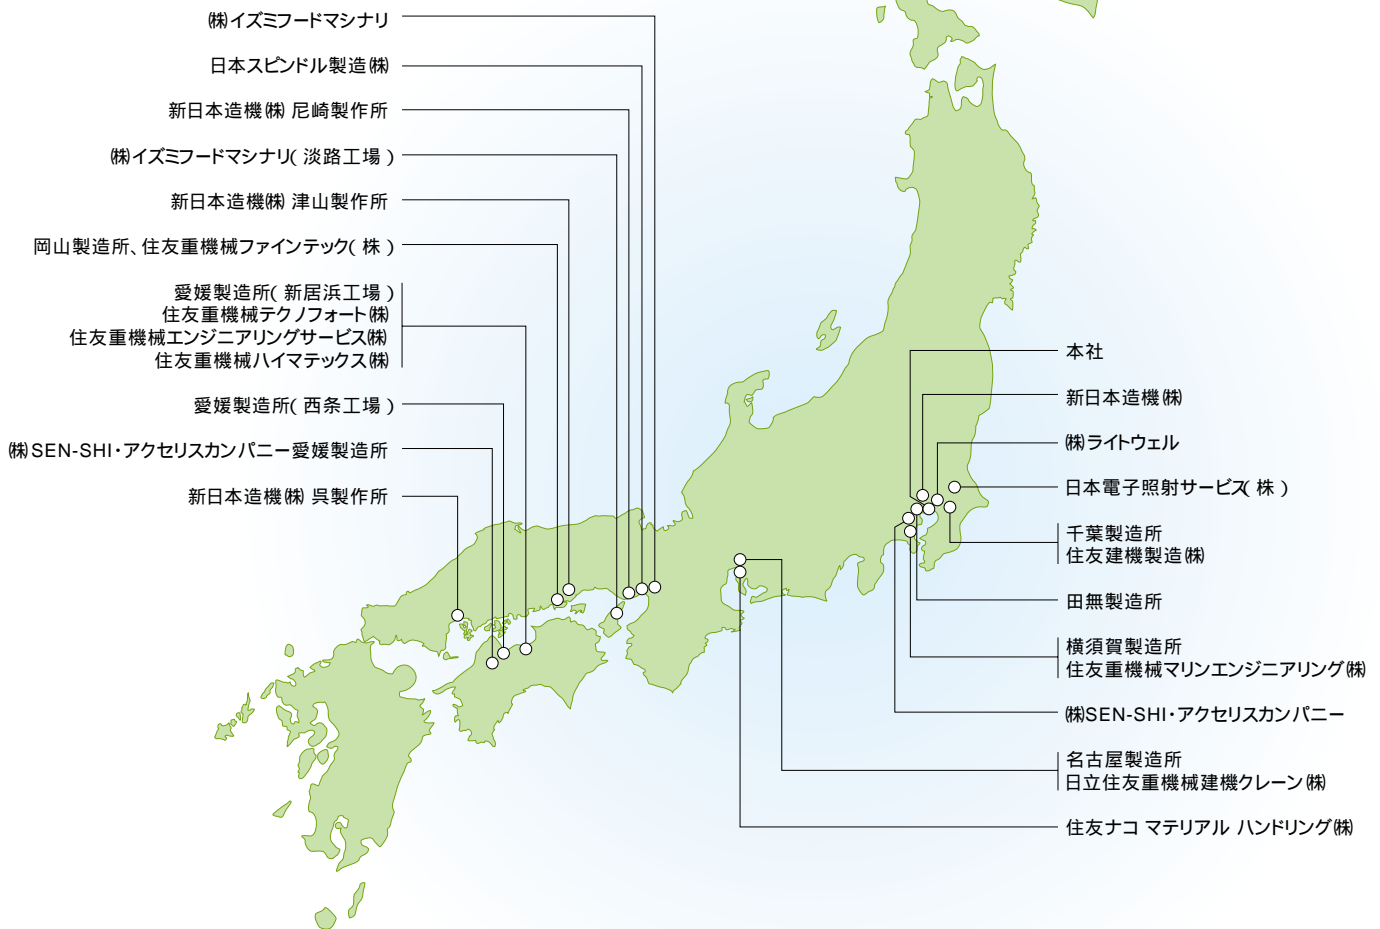 ㈱イズミフードマシナリ
日本スピンドル製造㈱
新日本造機㈱ 尼崎製作所
㈱イズミフードマシナリ( 淡路工場 )
新日本造機㈱ 津山製作所
岡山製造所、住友重機械ファインテック( 株 )
愛媛製造所( 新居浜工場 )
住友重機械テクノフォート㈱
住友重機械エンジニアリングサービス㈱
住友重機械ハイマテックス㈱
愛媛製造所( 西条工場 )
㈱SEN-SHI・アクセリスカンパニー愛媛製造所
新日本造機㈱ 呉製作所
本社
新日本造機㈱
㈱ライトウェル
日本電子照射サービス( 株 )
千葉製造所
住友建機製造㈱
田無製造所
横須賀製造所
住友重機械マリンエンジニアリング㈱
㈱SEN-SHI・アクセリスカンパニー
名古屋製造所
日立住友重機械建機クレーン㈱
住友ナコ マテリアル ハンドリング㈱